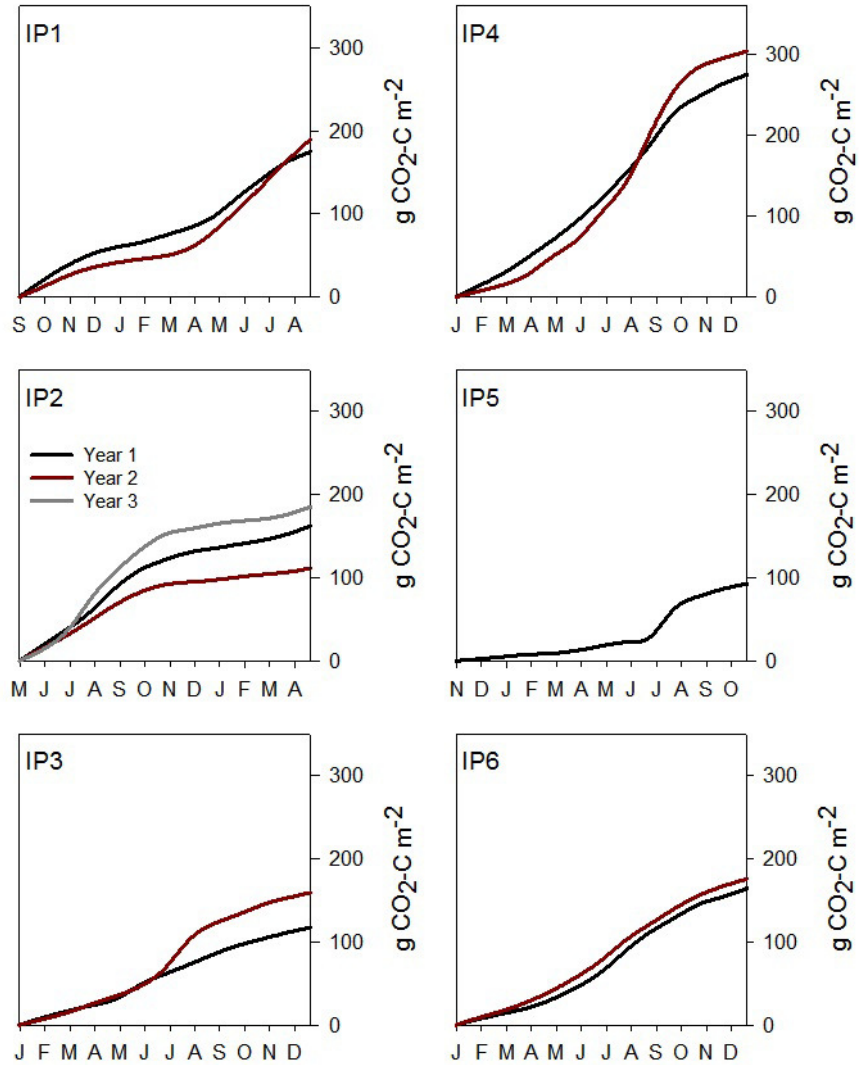 IP1
300
200
100
0
g CO2-C m-2
S O N D J F M A M J J A
IP4
300
200
100
0
g CO2-C m-2
J F M A M J J A S O N D
IP2
Year 1
Year 2
Year 3
300
200
100
0
g CO2-C m-2
M J J A S O N D J F M A
IP5
300
200
100
0
g CO2-C m-2
N D J F M A M J J A S O
IP3
300
200
100
0
g CO2-C m-2
J F M A M J J A S O N D
IP6
300
200
100
0
g CO2-C m-2
J F M A M J J A S O N D